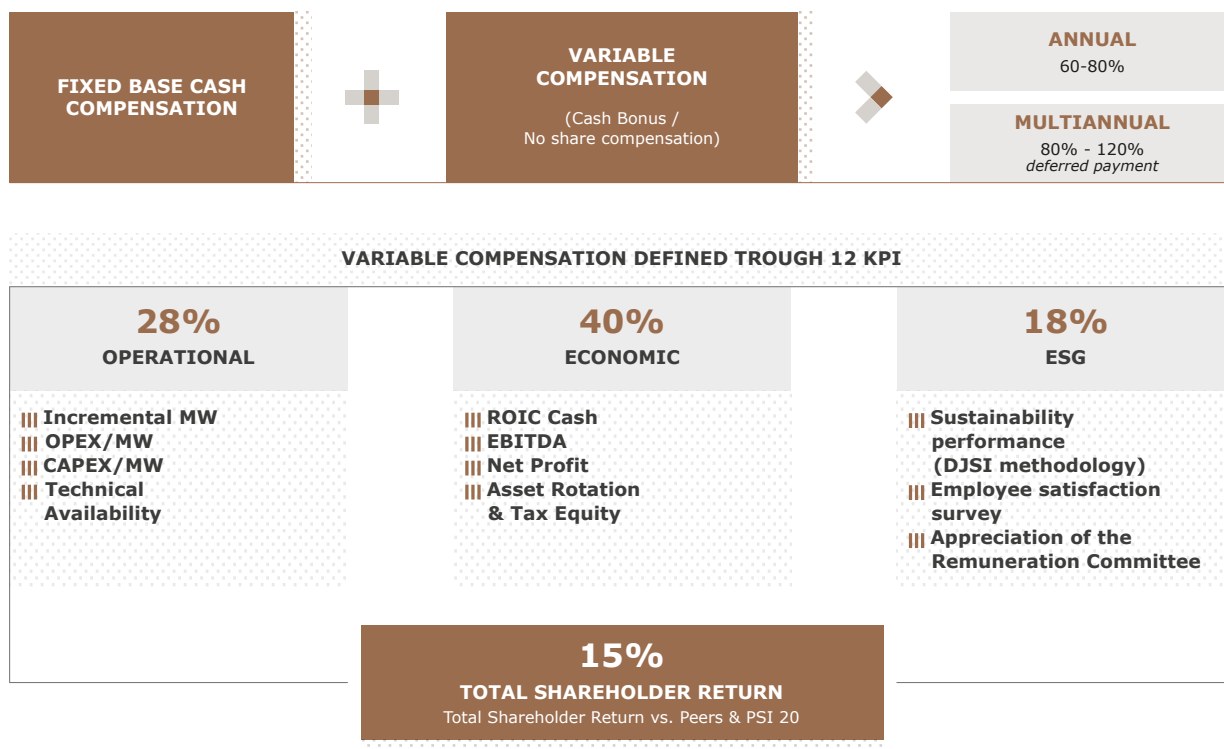 FIXED BASE CASH
COMPENSATION
VARIABLE
COMPENSATION
(Cash Bonus /
No share compensation)
ANNUAL
60-80%
MULTIANNUAL
80% - 120%
deferred payment
VARIABLE COMPENSATION DEFINED TROUGH 12 KPI
28%
OPERATIONAL
Incremental MW
OPEX/MW
CAPEX/MW
Technical
Availability
40%
ECONOMIC
ROIC Cash
EBITDA
Net Profit
Asset Rotation
& Tax Equity
18%
ESG
Sustainability
performance
(DJSI methodology)
Employee satisfaction
survey
Appreciation of the
Remuneration Committee
15%
TOTAL SHAREHOLDER RETURN
Total Shareholder Return vs. Peers & PSI 20